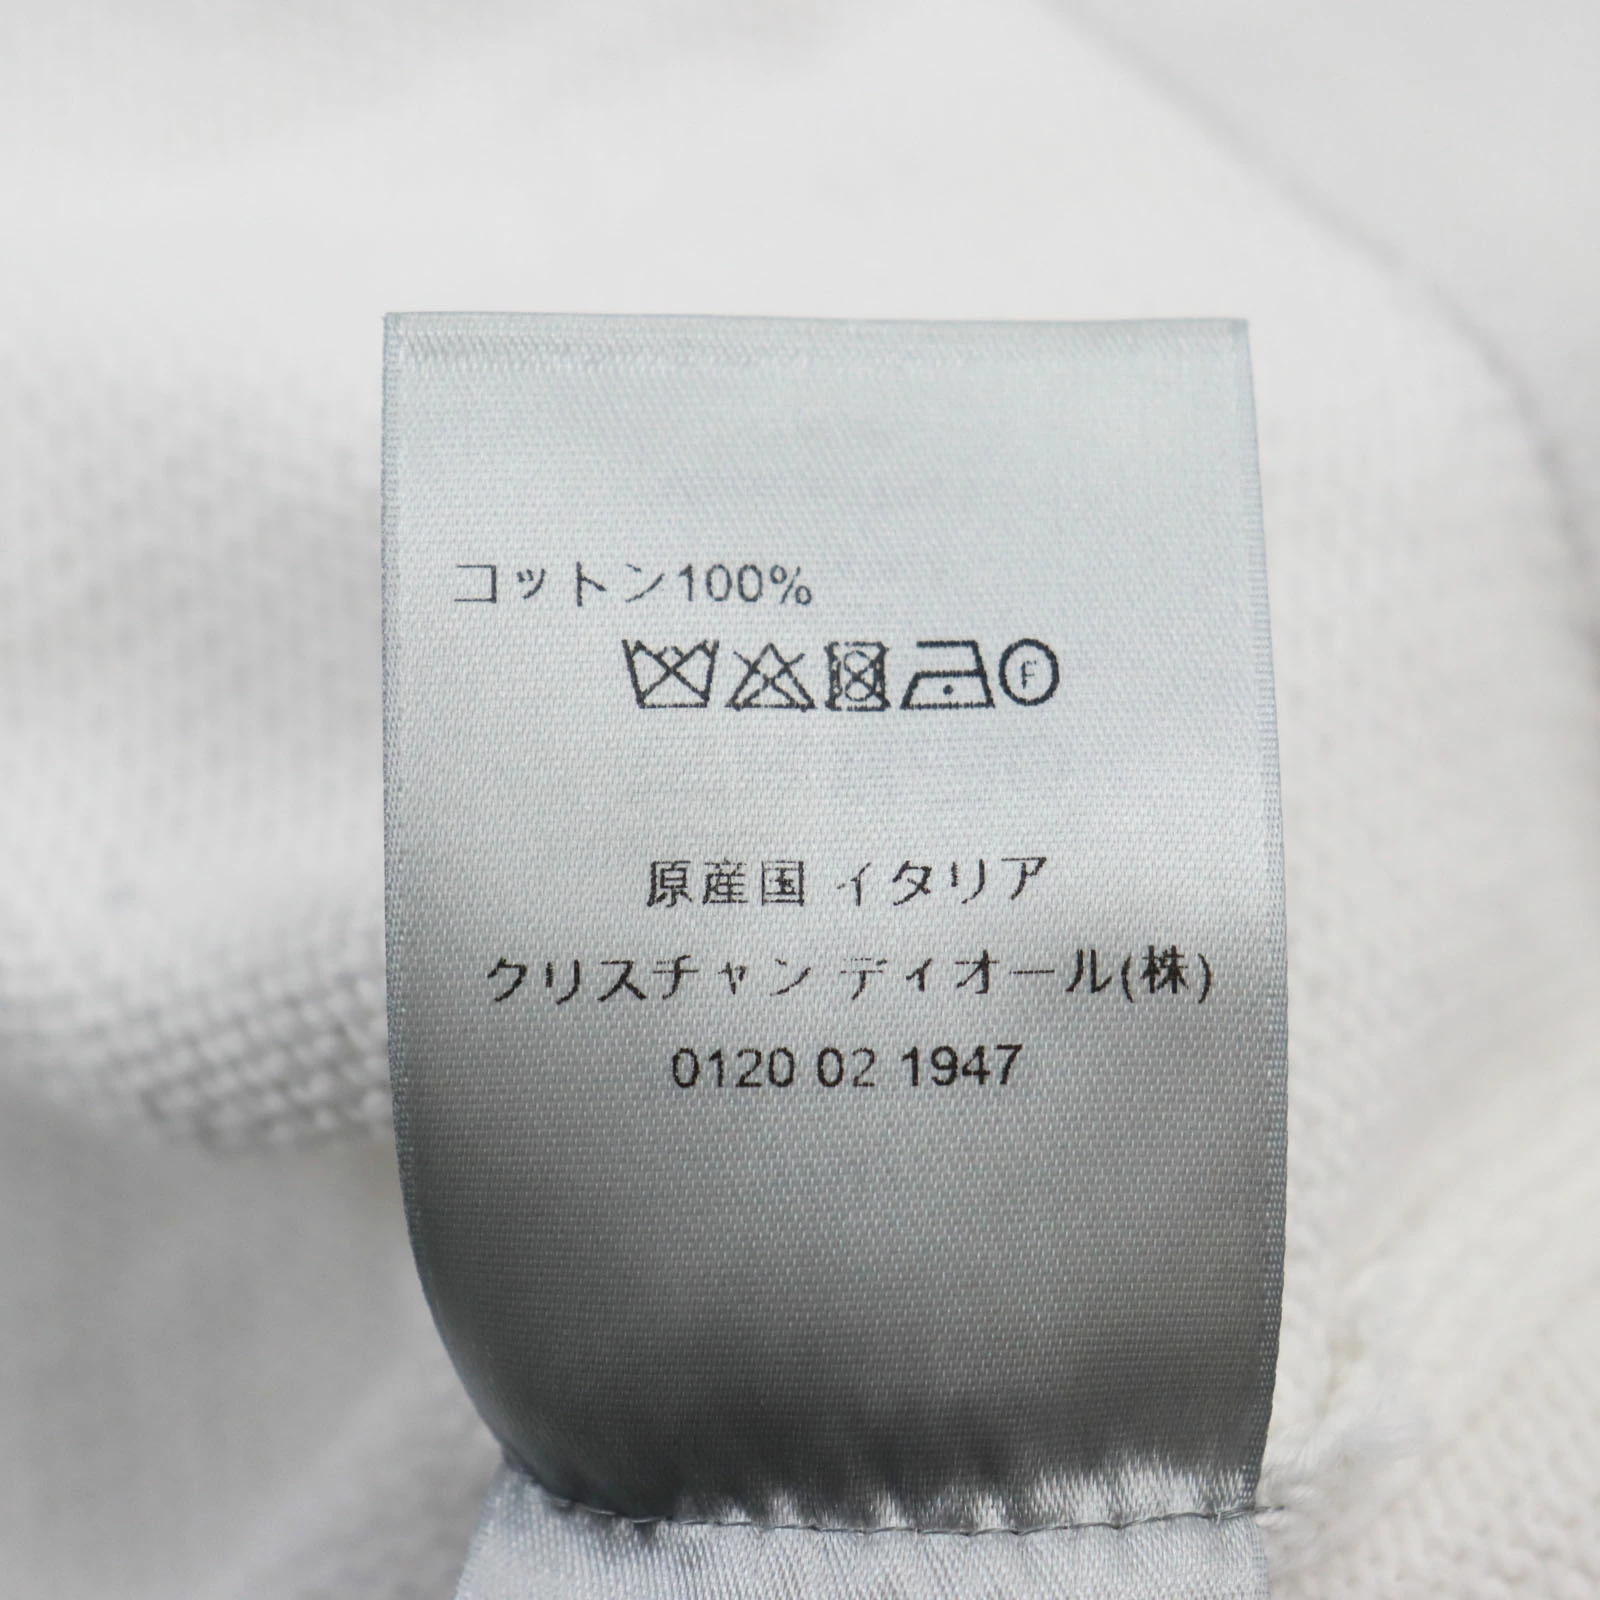 コットン100%
F
原産国 イタリア
クリスチャン ディオール(株)
0120 02 1947